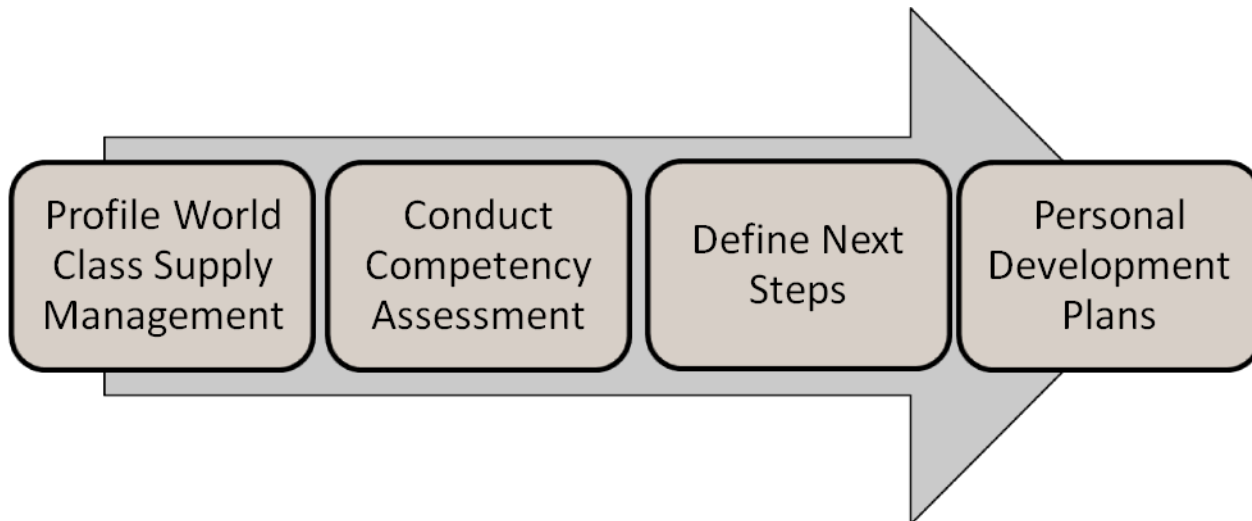 Profile World
Class Supply
Management
Conduct
Competency
Assessment
Define Next
Steps
Personal
Development
Plans